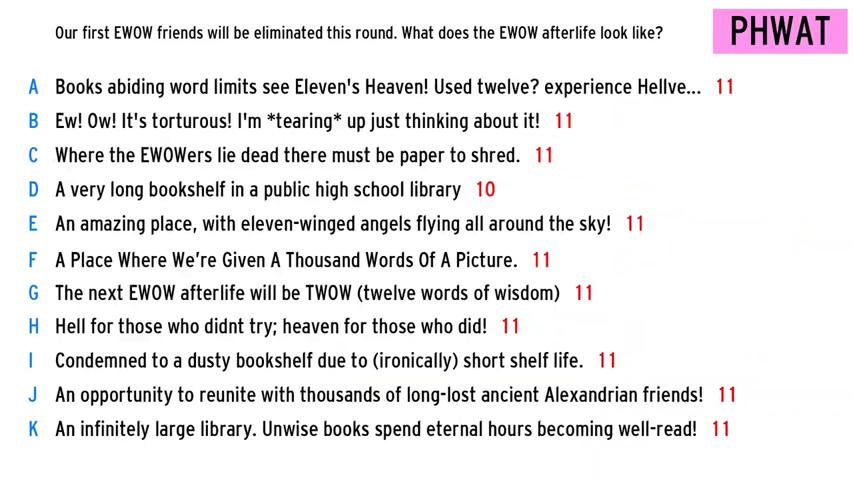 Our first EWOW friends will be eliminated this round. What does the EWOW afterlife look like?
PHWAT
A Books abiding word limits see Eleven's Heaven! Used twelve? experience Hellve... 11
B Ew! Ow! It's torturous! I'm *tearing* up just thinking about it! 11
C Where the EWOWers lie dead there must be paper to shred. 11
D A very long bookshelf in a public high school library 10
E An amazing place, with eleven-winged angels flying all around the sky! 11
F A Place Where We’re Given A Thousand Words Of A Picture. 11
G The next EWOW afterlife will be TWOW (twelve words of wisdom) 11
H Hell for those who didnt try; heaven for those who did! 11
I Condemned to a dusty bookshelf due to (ironically) short shelf life. 11
J An opportunity to reunite with thousands of long-lost ancient Alexandrian friends! 11
K An infinitely large library. Unwise books spend eternal hours becoming well-read! 11